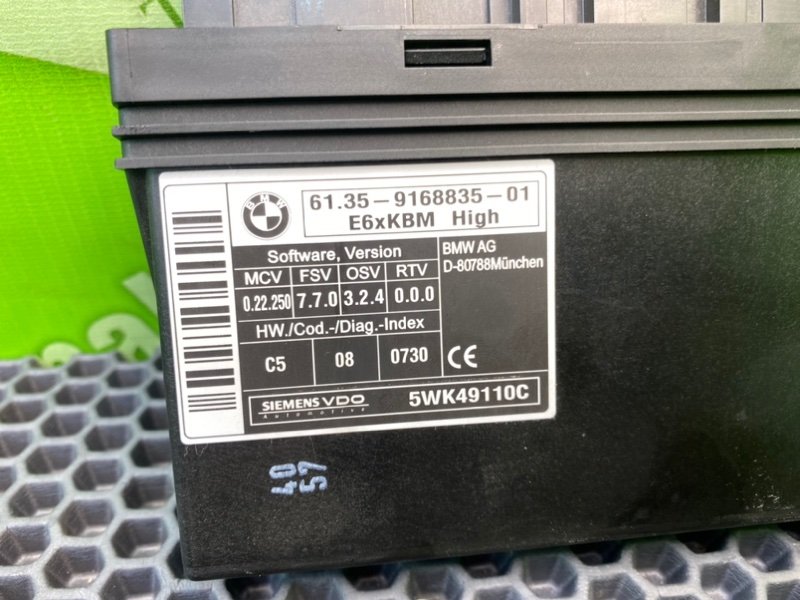 BMW
61.35-9168835-01
E6xKBM High
Software, Version
MCV FSV OSV RTV
0.22.250 7.7.0 3.2.4 0.0.0
HW./Cod.-/Diag.-Index
C5 08 0730
BMW AG
D-80788München
CE
SIEMENS VDO
Automotive
5WK49110C
40
57